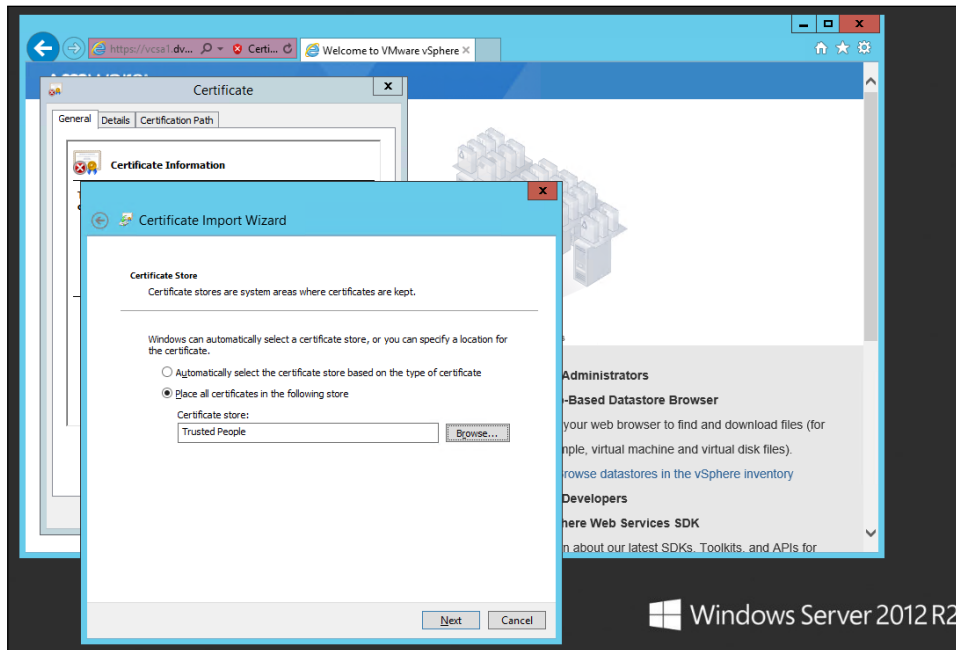 https://vcsa1.dv...
Certi...
Welcome to VMware vSphere
Certificate
General
Details
Certification Path
Certificate Information
Certificate Import Wizard
Certificate Store
Certificate stores are system areas where certificates are kept.
Windows can automatically select a certificate store, or you can specify a location for
the certificate.
Automatically select the certificate store based on the type of certificate
Place all certificates in the following store
Certificate store:
Trusted People
Browse...
Next
Cancel
Administrators
-Based Datastore Browser
your web browser to find and download files (for
mple, virtual machine and virtual disk files).
rowse datastores in the vSphere inventory
Developers
here Web Services SDK
n about our latest SDKs, Toolkits, and APIs for
Windows Server 2012 R2